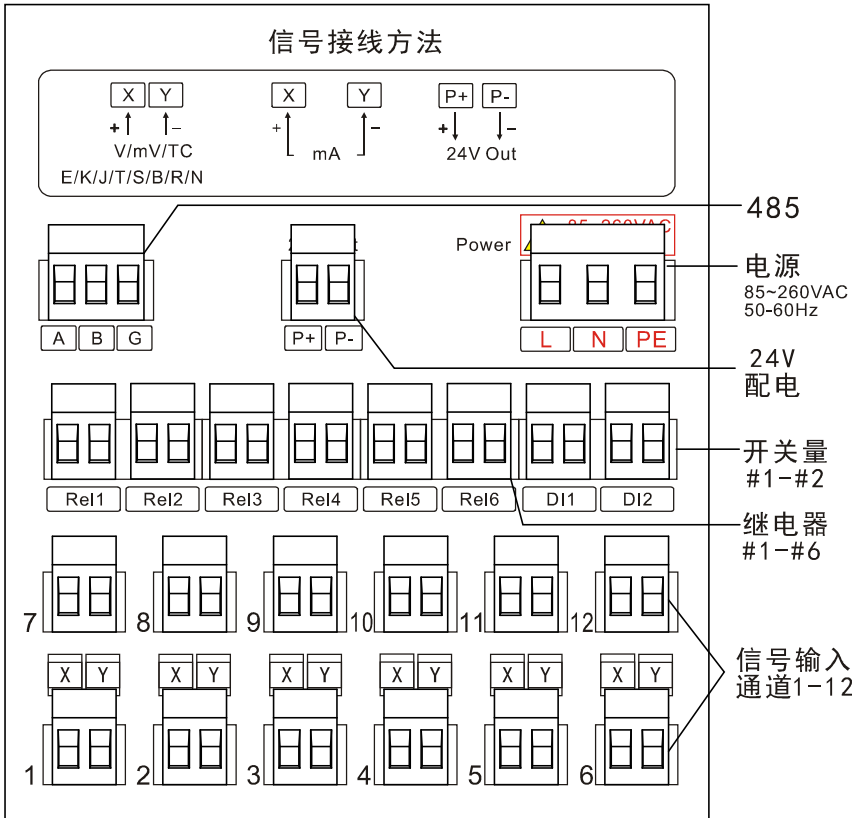 信号接线方法
X Y X Y P+ P-
+ − + − + −
V/mV/TC mA 24V Out
E/K/J/T/S/B/R/N
485
Power 85~260VAC
电源
85~260VAC
50-60Hz
A B G P+ P- L N PE
24V
配电
开关量
#1-#2
Rel1 Rel2 Rel3 Rel4 Rel5 Rel6 DI1 DI2
继电器
#1-#6
7 8 9 10 11 12
信号输入
通道1-12
X Y X Y X Y X Y X Y X Y
1 2 3 4 5 6